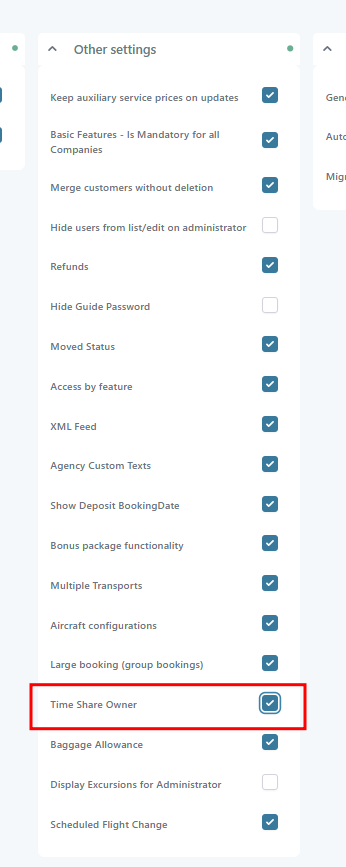 Other settings
Keep auxiliary service prices on updates
Basic Features - Is Mandatory for all
Companies
Merge customers without deletion
Hide users from list/edit on administrator
Refunds
Hide Guide Password
Moved Status
Access by feature
XML Feed
Agency Custom Texts
Show Deposit BookingDate
Bonus package functionality
Multiple Transports
Aircraft configurations
Large booking (group bookings)
Time Share Owner
Baggage Allowance
Display Excursions for Administrator
Scheduled Flight Change